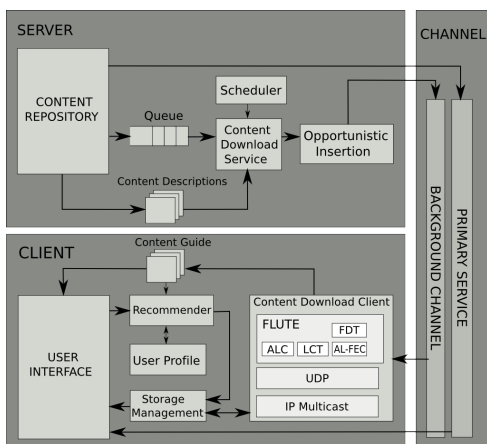 SERVER
CHANNEL
CONTENT
REPOSITORY
Queue
Scheduler
Content
Download
Service
Opportunistic
Insertion
Content Descriptions
BACKGROUND CHANNEL
PRIMARY SERVICE
CLIENT
Content Guide
Recommender
User Profile
USER
INTERFACE
Storage
Management
Content Download Client
FLUTE
FDT
ALC
LCT
AL-FEC
UDP
IP Multicast